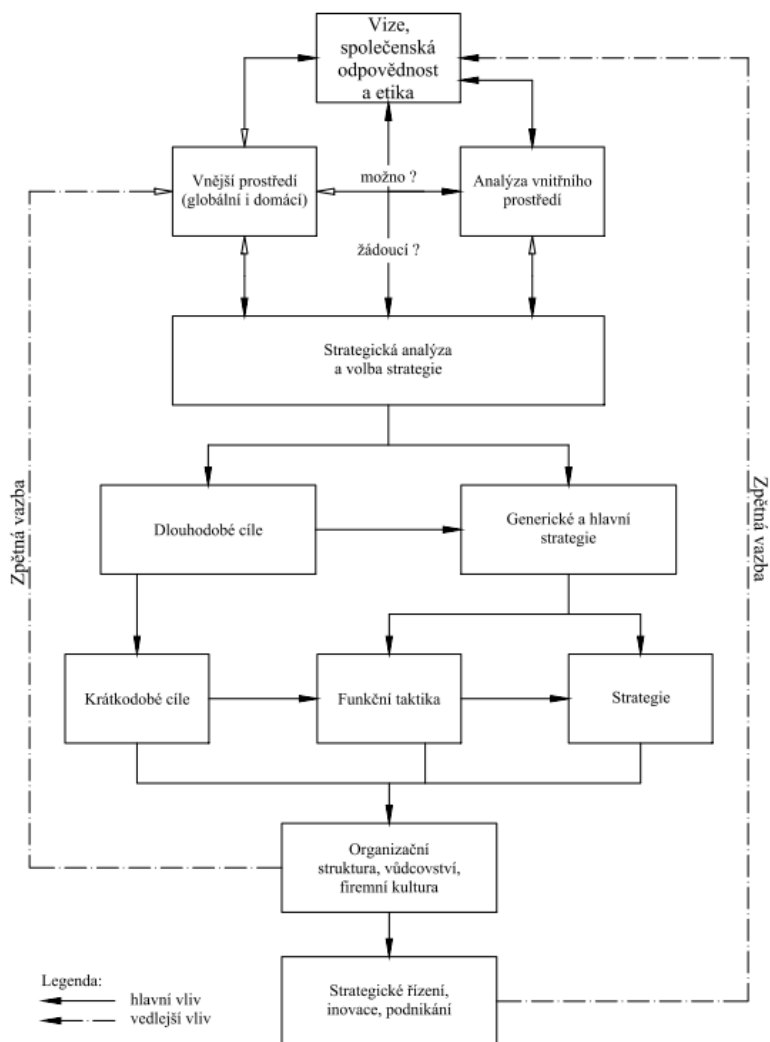 Vize,
společenská
odpovědnost
a etika
Vnější prostředí
(globální i domácí)
možno ?
Analýza vnitřního
prostředí
žádoucí ?
Strategická analýza
a volba strategie
Zpětná vazba
Zpětná vazba
Dlouhodobé cíle
Generické a hlavní
strategie
Krátkodobé cíle
Funkční taktika
Strategie
Organizační
struktura, vůdcovství,
firemní kultura
Legenda:
hlavní vliv
vedlejší vliv
Strategické řízení,
inovace, podnikání